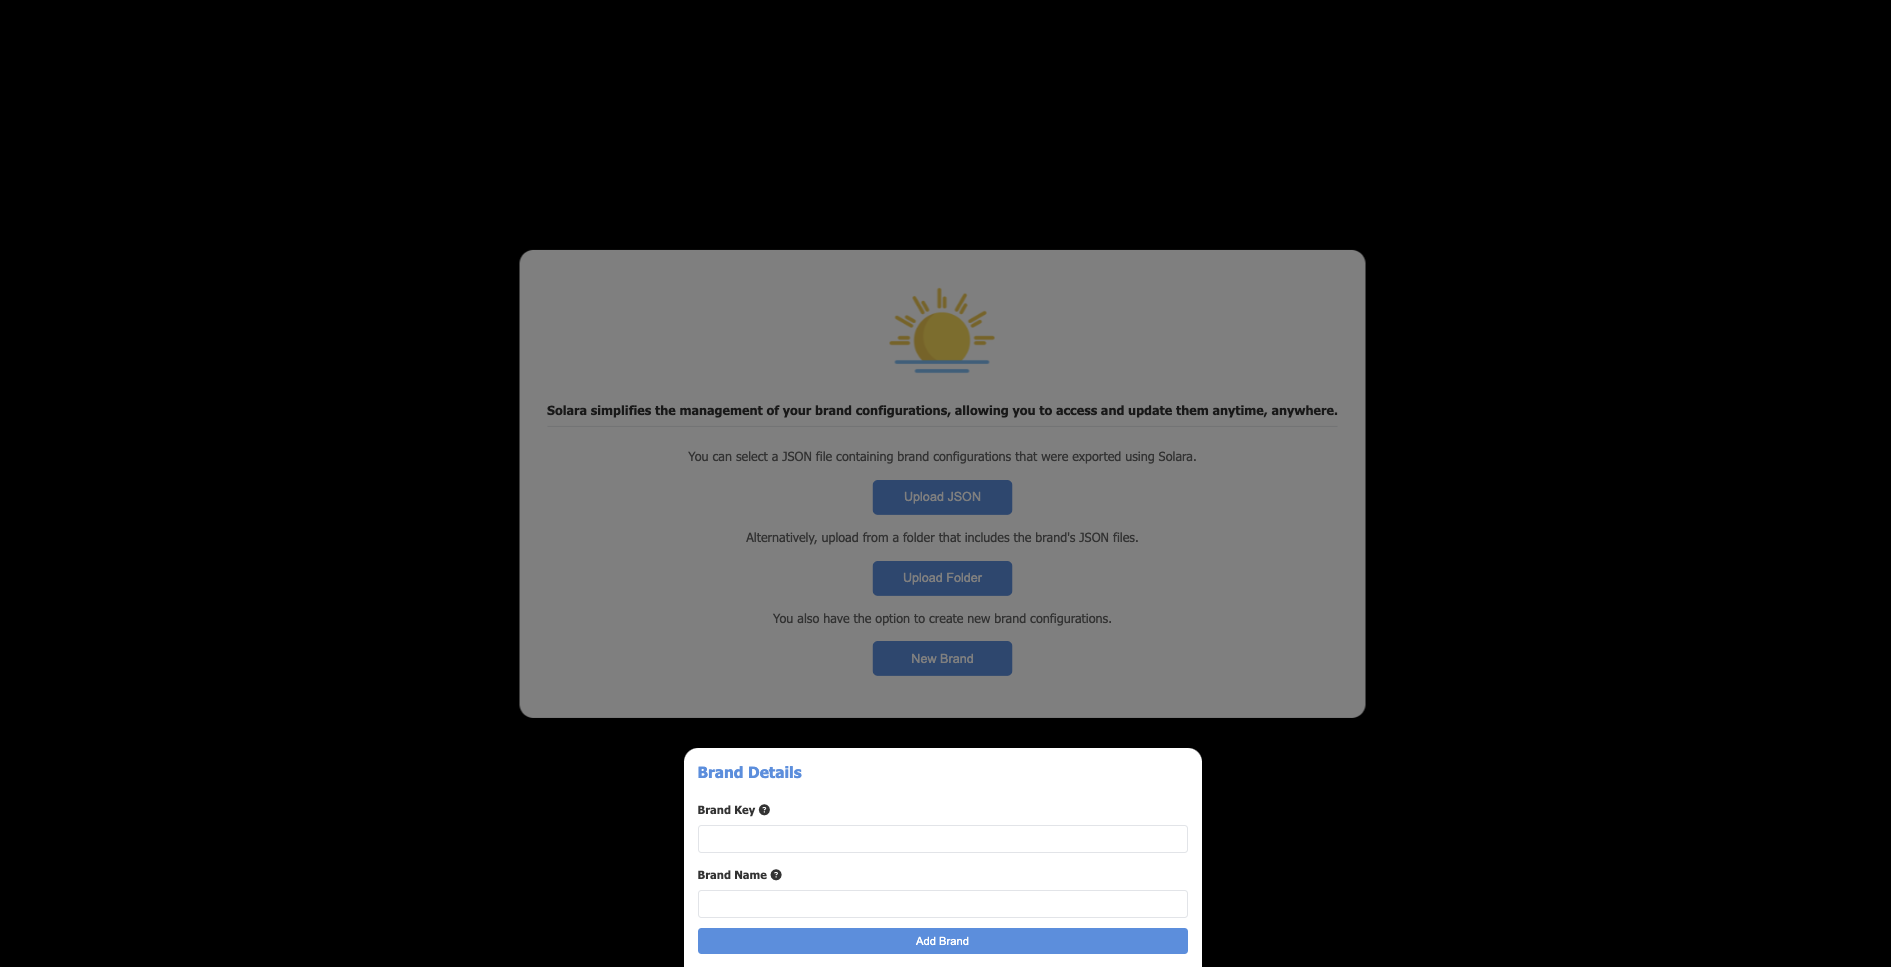 Solara simplifies the management of your brand configurations, allowing you to access and update them anytime, anywhere.
You can select a JSON file containing brand configurations that were exported using Solara.
Upload JSON
Alternatively, upload from a folder that includes the brand's JSON files.
Upload Folder
You also have the option to create new brand configurations.
New Brand
Brand Details
Brand Key ?
Brand Name ?
Add Brand